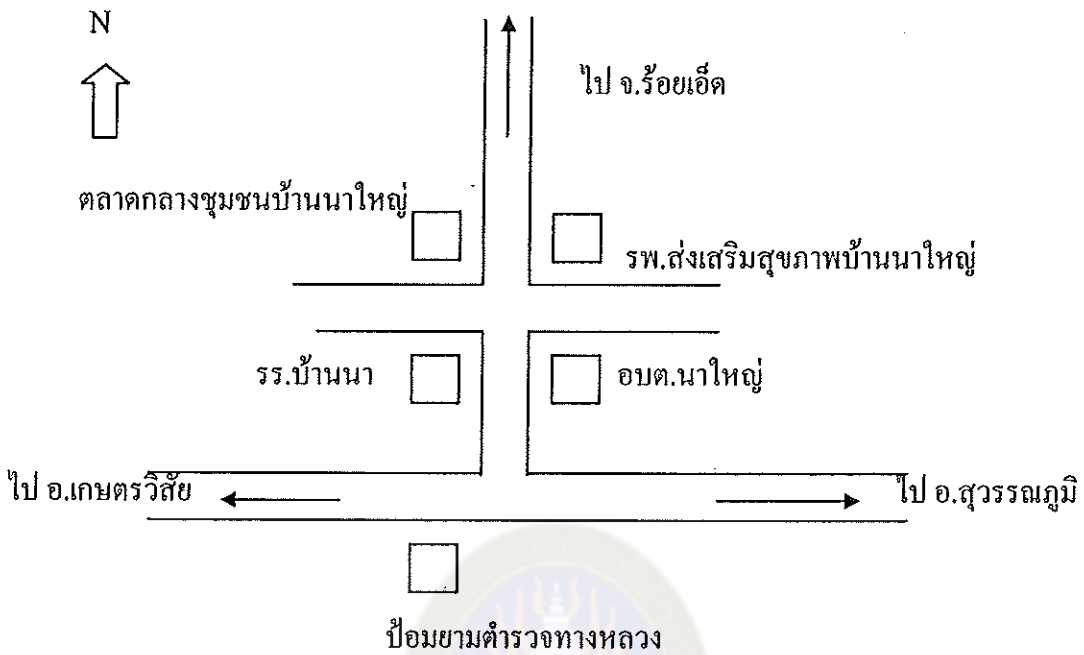 N
ไป จ.ร้อยเอ็ด
ตลาดกลางชุมชนบ้านนาใหญ่
รพ.ส่งเสริมสุขภาพบ้านนาใหญ่
รร.บ้านนา
อบต.นาใหญ่
ไป อ.เกษตรวิสัย
ไป อ.สุวรรณภูมิ
ป้อมยามตำรวจทางหลวง